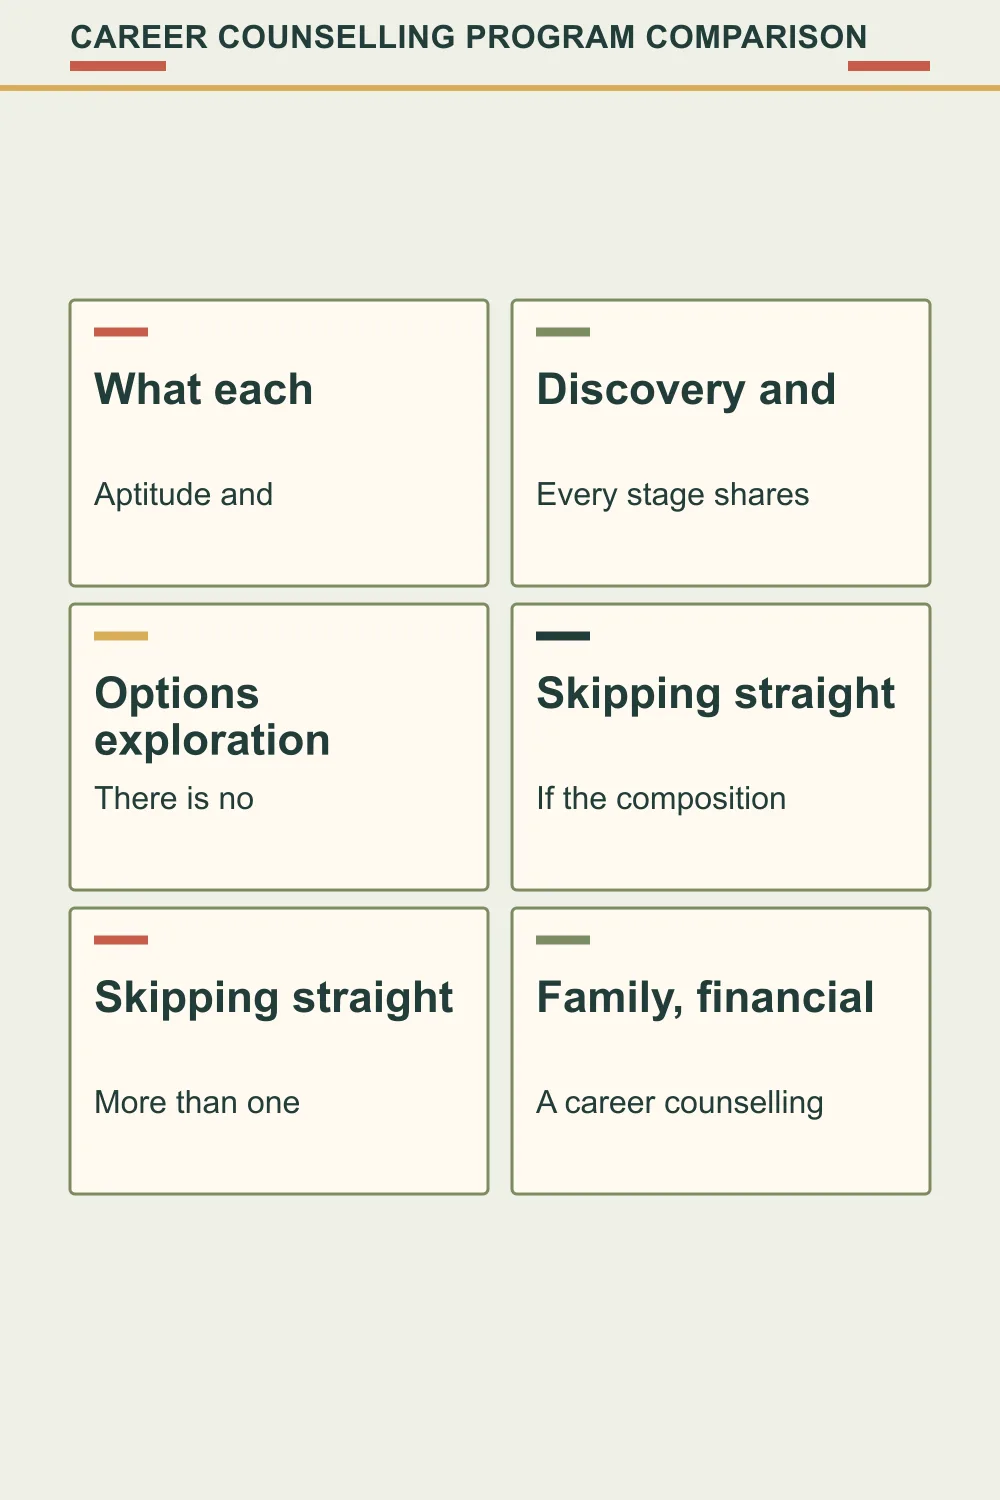 CAREER COUNSELLING PROGRAM COMPARISON
What each
Aptitude and
Discovery and
Every stage shares
Options
exploration
There is no
Skipping straight
If the composition
Skipping straight
More than one
Family, financial
A career counselling